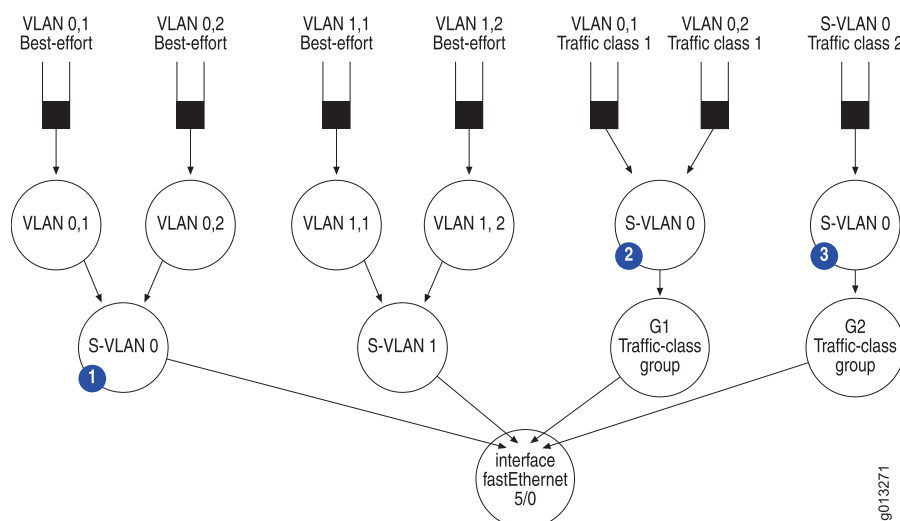 VLAN 0,1
Best-effort
VLAN 0,2
Best-effort
VLAN 1,1
Best-effort
VLAN 1,2
Best-effort
VLAN 0,1
Traffic class 1
VLAN 0,2
Traffic class 1
S-VLAN 0
Traffic class 2
VLAN 0,1
VLAN 0,2
VLAN 1,1
VLAN 1, 2
S-VLAN 0
2
S-VLAN 0
3
S-VLAN 0
1
S-VLAN 1
G1
Traffic-class
group
G2
Traffic-class
group
interface
fastEthernet
5/0
g013271